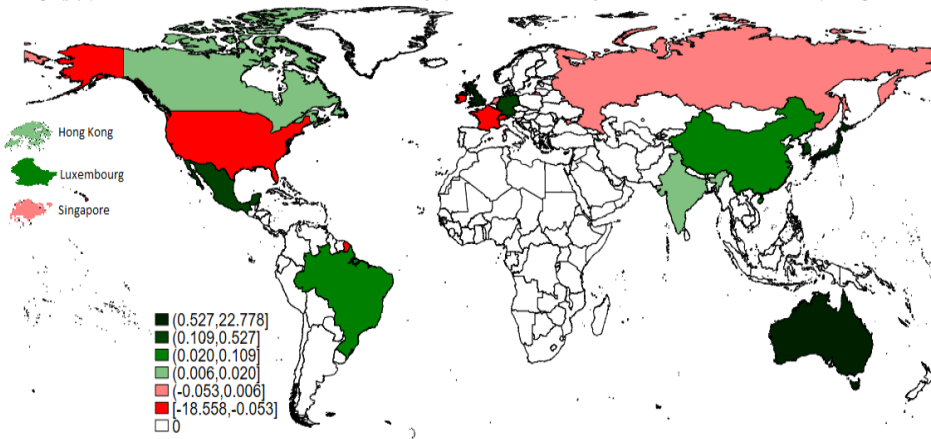 Hong Kong
Luxembourg
Singapore
(0.527,22.778]
(0.109,0.527]
(0.020,0.109]
(0.006,0.020]
(-0.053,0.006]
[-18.558,-0.053]
0